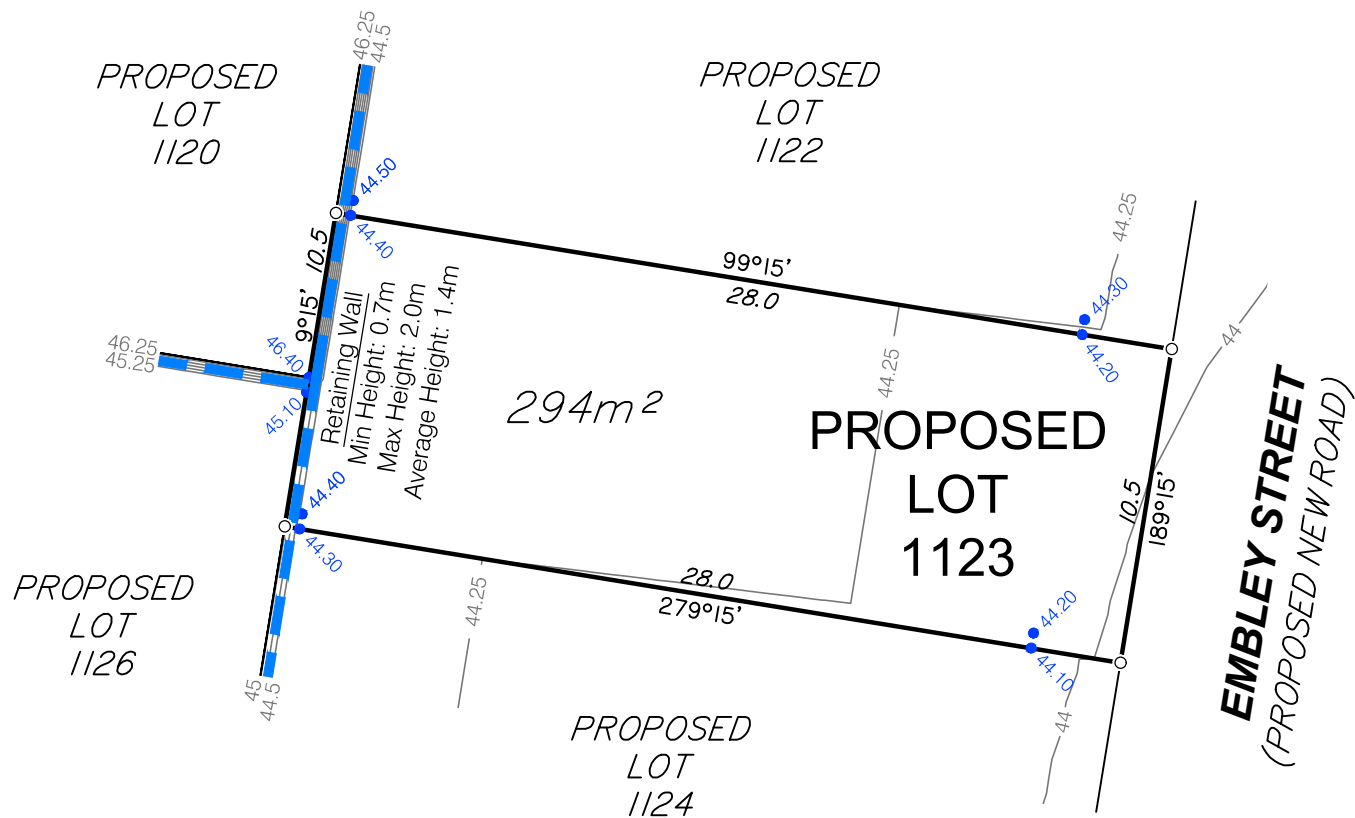 46.25
44.5
PROPOSED
LOT
1120
PROPOSED
LOT
1122
44.50
44.40
10.5
9°15'
99°15'
28.0
44.25
44.30
44.20
44
46.25
45.25
46.40
45.10
Retaining Wall
Min Height: 0.7m
Max Height: 2.0m
Average Height: 1.4m
294m²
44.25
PROPOSED
LOT
1123
10.5
189°15'
EMBLEY STREET
(PROPOSED NEW ROAD)
44.40
44.30
28.0
279°15'
44.25
44.20
44.10
44
PROPOSED
LOT
1126
45
44.5
PROPOSED
LOT
1124